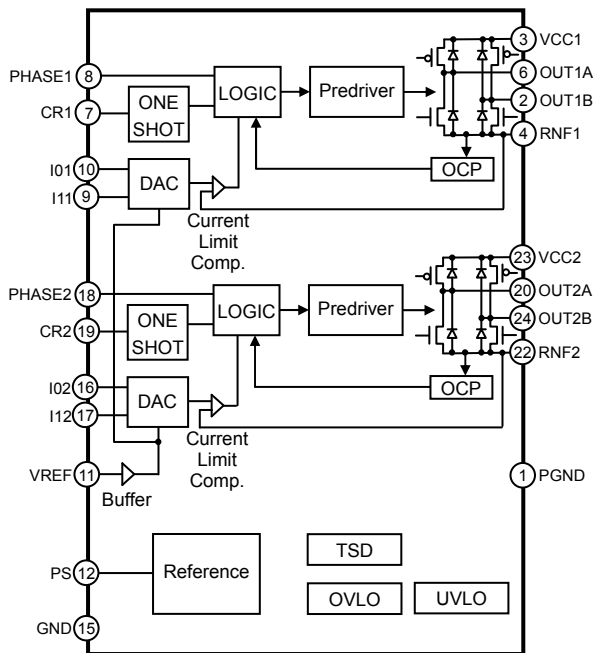 PHASE1 8
CR1 7
I01 10
I11 9
ONE
SHOT
DAC
LOGIC
Predriver
Current
Limit
Comp.
OCP
3 VCC1
6 OUT1A
2 OUT1B
4 RNF1
PHASE2 18
CR2 19
I02 16
I12 17
VREF 11
Buffer
ONE
SHOT
DAC
LOGIC
Predriver
Current
Limit
Comp.
OCP
23 VCC2
20 OUT2A
24 OUT2B
22 RNF2
1 PGND
PS 12
GND 15
Reference
TSD
OVLO
UVLO